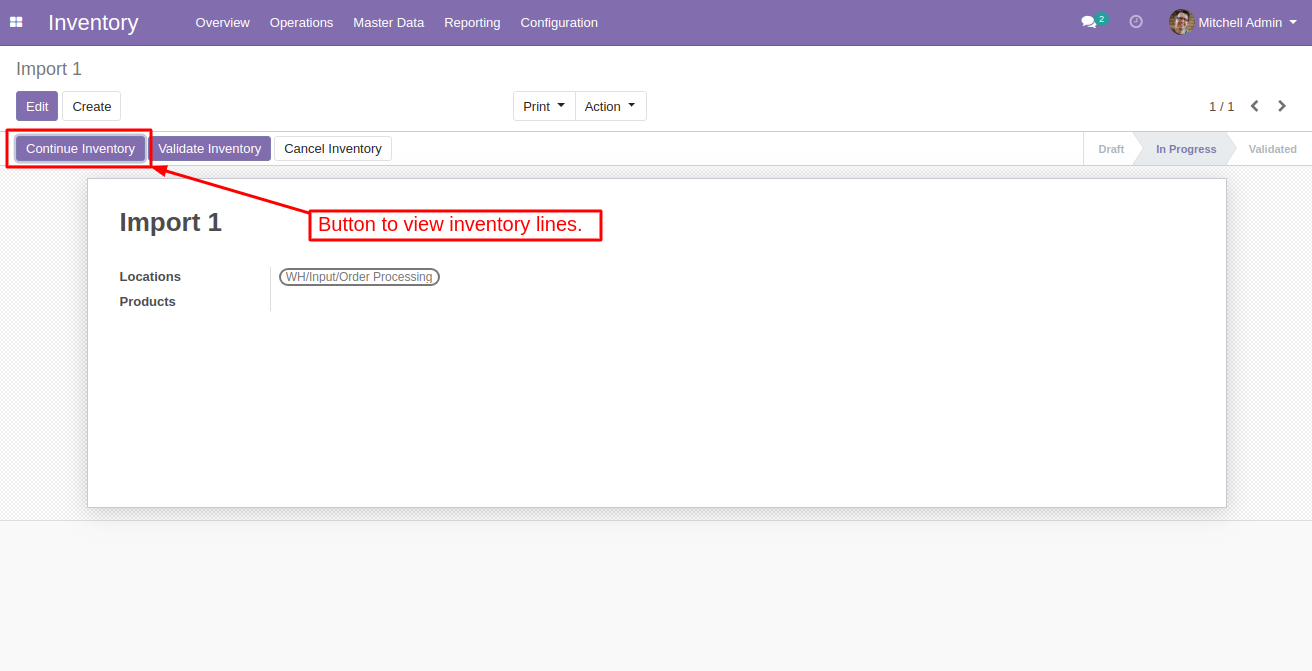 Inventory Overview Operations Master Data Reporting Configuration 2 Mitchell Admin
Import 1
Edit Create Print Action 1 / 1
Continue Inventory Validate Inventory Cancel Inventory Draft In Progress Validated
Import 1
Button to view inventory lines.
Locations WH/Input/Order Processing
Products